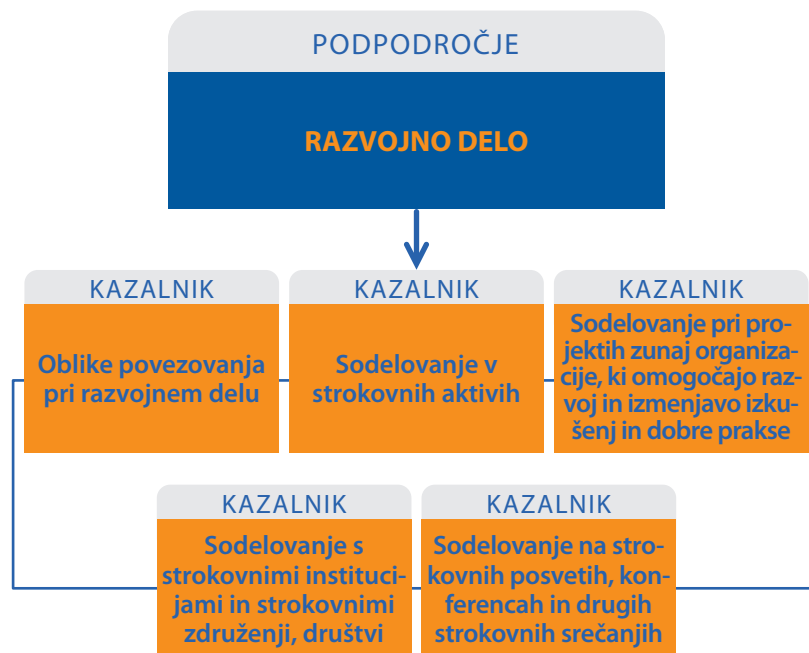 PODPODROČJE
RAZVOJNO DELO
KAZALNIK
Oblike povezovanja
pri razvojnem delu
KAZALNIK
Sodelovanje v
strokovnih aktivih
KAZALNIK
Sodelovanje pri pro-
jektih zunaj organiza-
cije, ki omogočajo raz-
voj in izmenjavo izku-
šenj in dobre prakse
KAZALNIK
Sodelovanje s
strokovnimi instituci-
jami in strokovnimi
združenji, društvi
KAZALNIK
Sodelovanje na stro-
kovnih posvetih, kon-
ferencah in drugih
strokovnih srečanjih